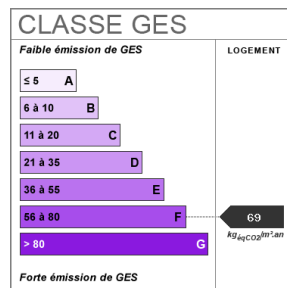 CLASSE GES
Faible émission de GES
LOGEMENT
≤ 5 A
6 à 10 B
11 à 20 C
21 à 35 D
36 à 55 E
56 à 80 F
69
kgéqCO2/m².an
> 80 G
Forte émission de GES